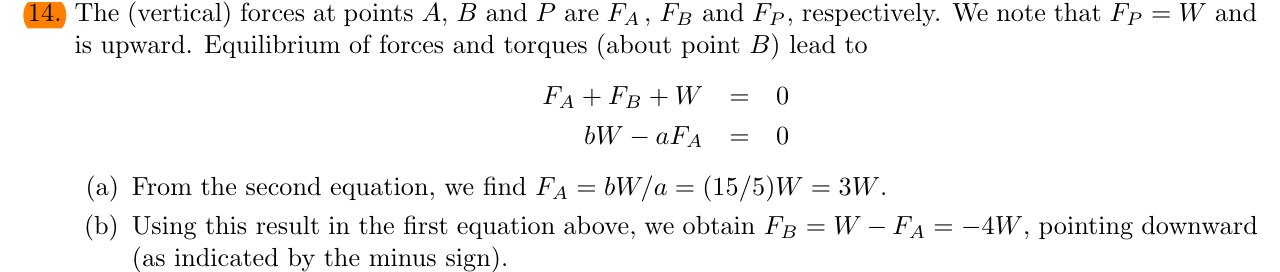 14. The (vertical) forces at points A, B and P are F_A, F_B and F_P, respectively. We note that F_P = W and
is upward. Equilibrium of forces and torques (about point B) lead to
F_A + F_B + W = 0
bW − aF_A = 0
(a) From the second equation, we find F_A = bW/a = (15/5)W = 3W.
(b) Using this result in the first equation above, we obtain F_B = W − F_A = −4W, pointing downward
(as indicated by the minus sign).